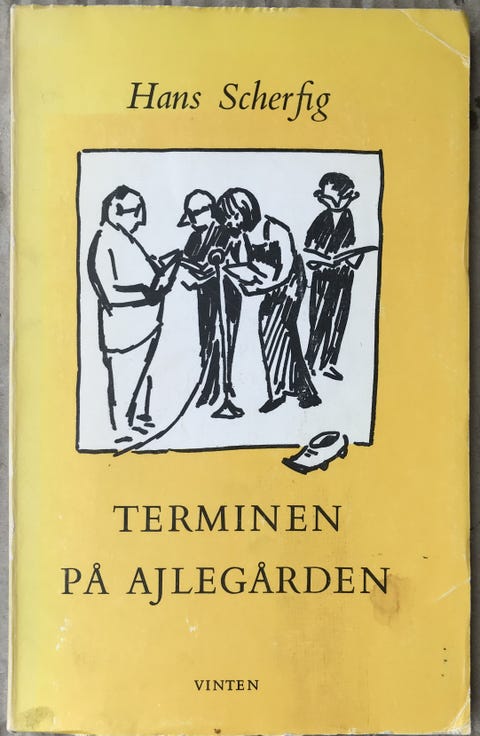 Hans Scherfig
TERMINEN
PÅ AJLEGÅRDEN
VINTEN